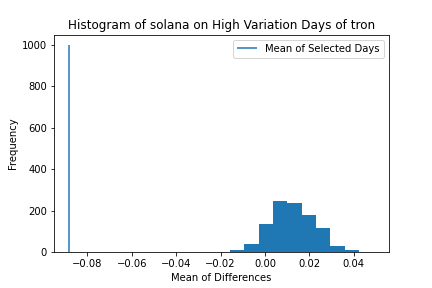 Histogram of solana on High Variation Days of tron
Mean of Selected Days
1000
800
600
400
200
0
Frequency
−0.08 −0.06 −0.04 −0.02 0.00 0.02 0.04
Mean of Differences